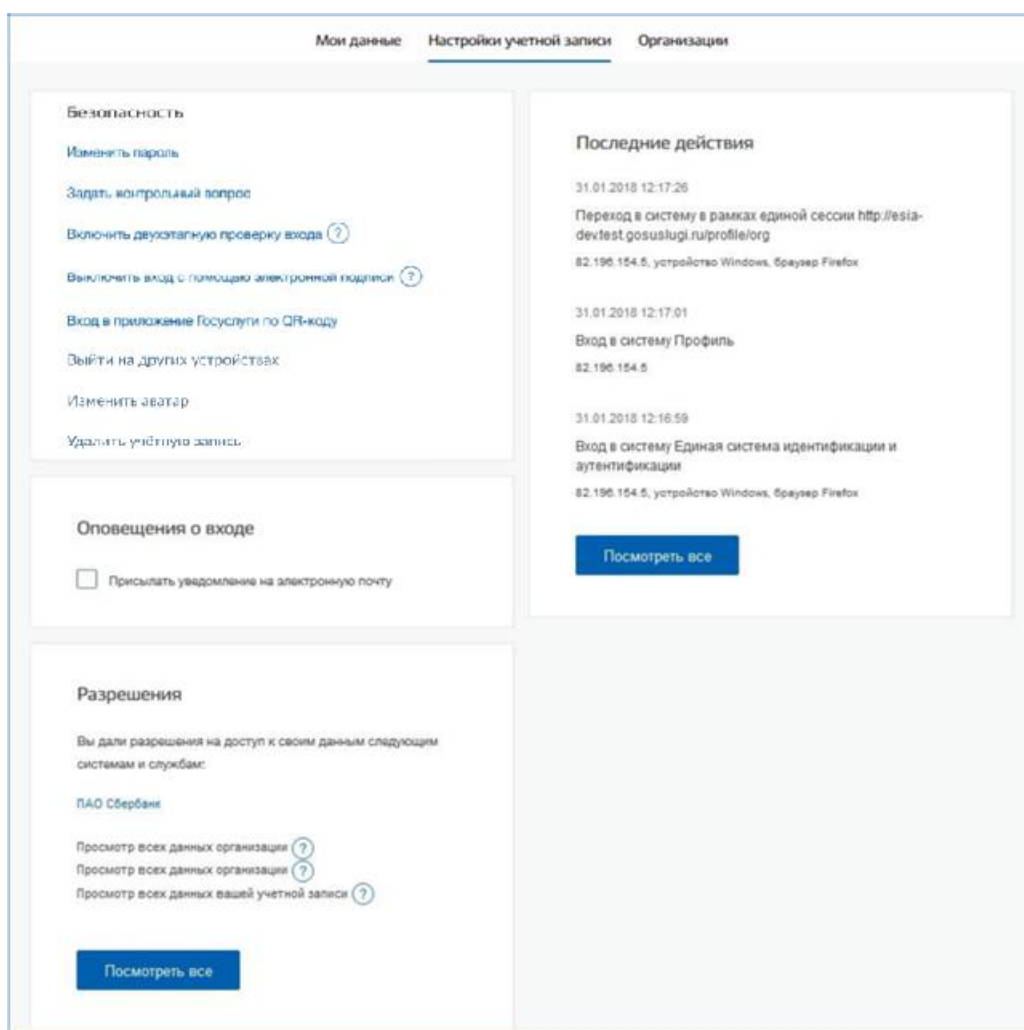 Мои данные Настройки учетной записи Организации
Безопасность
Изменить пароль
Задать контрольный вопрос
Включить двухэтапную проверку входа ?
Выключить вход с помощью электронной подписи ?
Вход в приложение Госуслуги по QR-коду
Выйти на других устройствах
Изменить аватар
Удалить учётную запись
Оповещения о входе
Присылать уведомление на электронную почту
Разрешения
Вы дали разрешения на доступ к своим данным следующим
системам и службам:
ПАО Сбербанк
Просмотр всех данных организации ?
Просмотр всех данных организации ?
Просмотр всех данных вашей учетной записи ?
Посмотреть все
Последние действия
31.01.2018 12:17:26
Переход в систему в рамках единой сессии http://esia-
dev.test.gosuslugi.ru/profile/org
82.196.154.5, устройство Windows, браузер Firefox
31.01.2018 12:17:01
Вход в систему Профиль
82.196.154.5
31.01.2018 12:16:59
Вход в систему Единая система идентификации и
аутентификации
82.196.154.5, устройство Windows, браузер Firefox
Посмотреть все